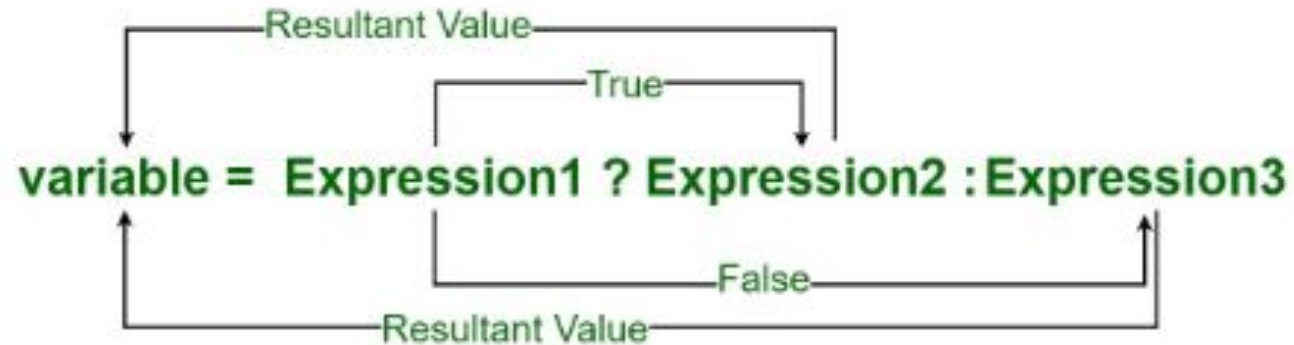 Resultant Value
True
variable = Expression1 ? Expression2 : Expression3
False
Resultant Value